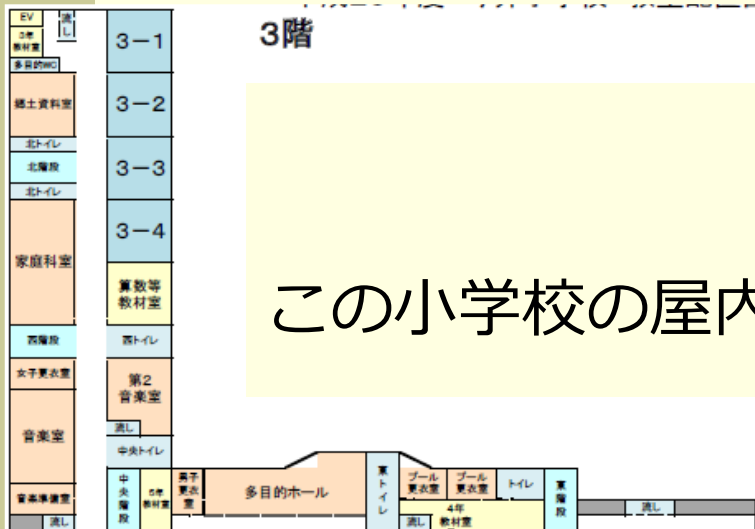 3階
EV
流し
3年
教材室
多目的WC
3－1
郷土資料室
3－2
北トイレ
北階段
北トイレ
3－3
3－4
家庭科室
算数等
教材室
この小学校の屋内
西階段
西トイレ
女子更衣室
第2
音楽室
音楽室
流し
中央トイレ
音楽準備室
流し
中央階段
5年
教材室
男子
更衣
室
多目的ホール
東トイレ
プール
更衣室
プール
更衣室
トイレ
東階段
4年
流し
教材室
流し